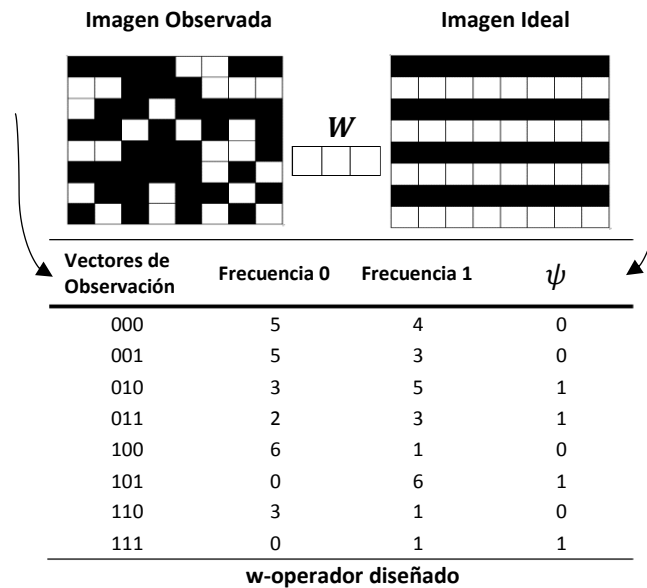 Imagen Observada Imagen Ideal
W
Vectores de Observación Frecuencia 0 Frecuencia 1 ψ
000 5 4 0
001 5 3 0
010 3 5 1
011 2 3 1
100 6 1 0
101 0 6 1
110 3 1 0
111 0 1 1
w-operador diseñado